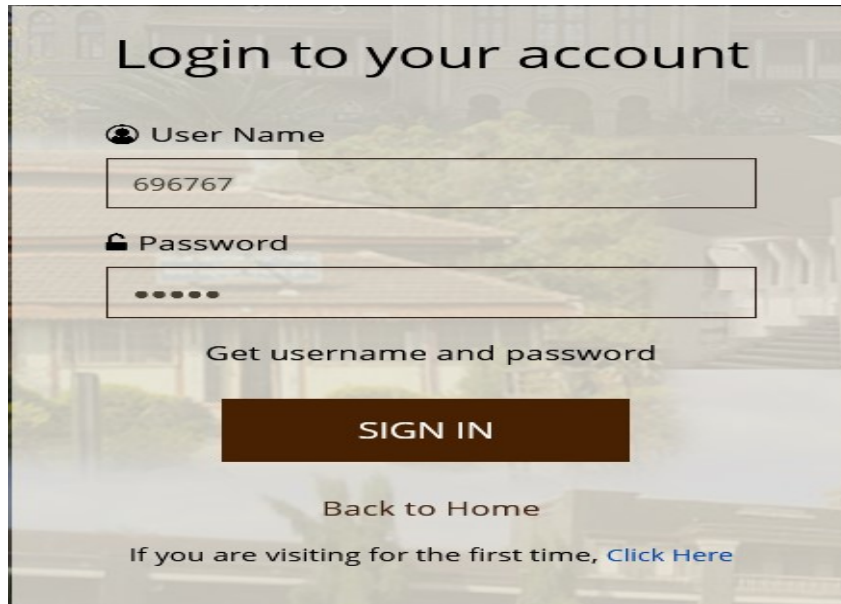 Login to your account
User Name
696767
Password
•••••
Get username and password
SIGN IN
Back to Home
If you are visiting for the first time, Click Here